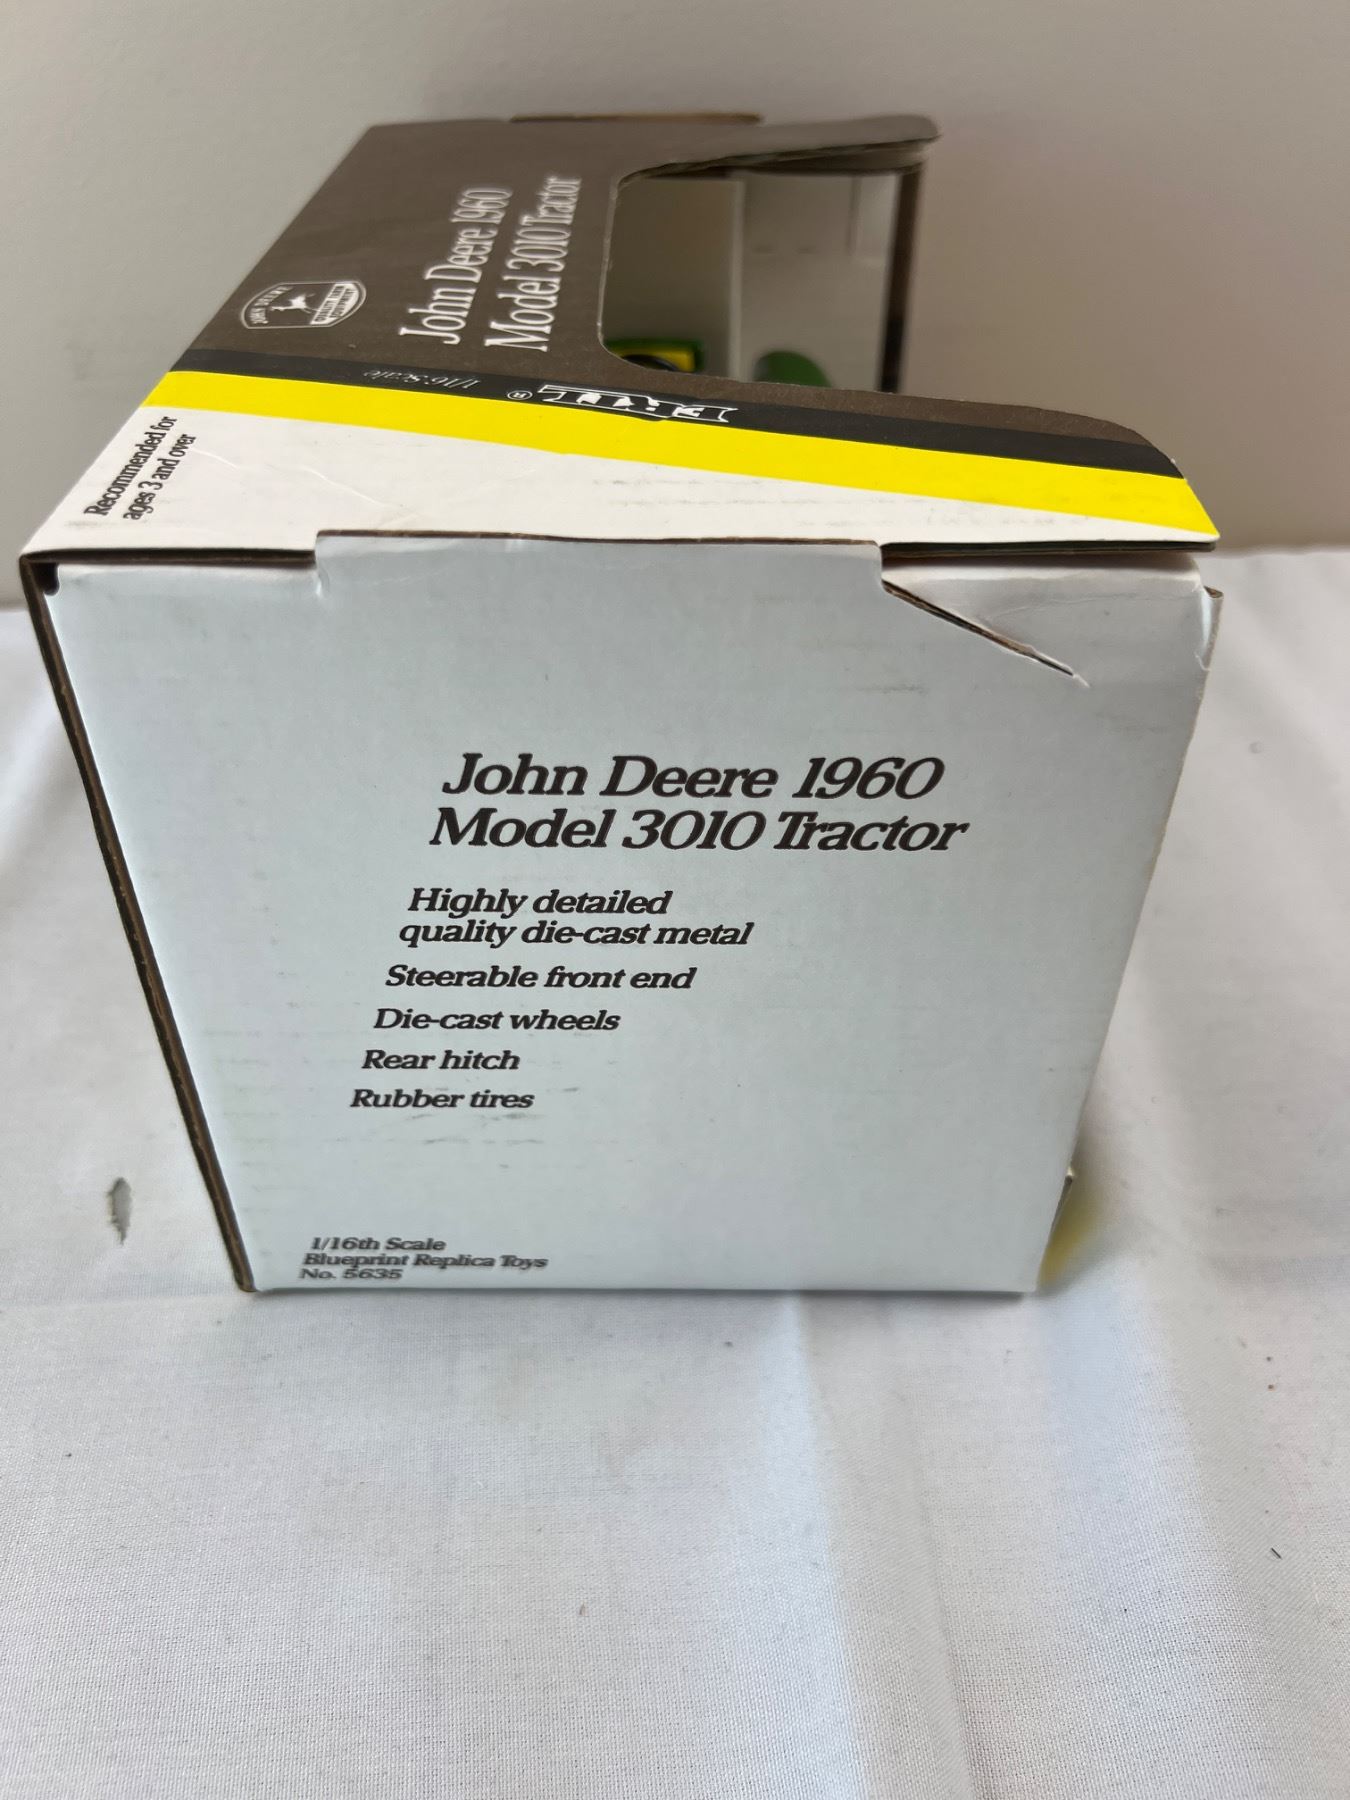 John Deere 1960
Model 3010 Tractor
JOHN DEERE
1/16 Scale
ERTL®
Recommended for
ages 3 and over
John Deere 1960
Model 3010 Tractor
Highly detailed
quality die-cast metal
Steerable front end
Die-cast wheels
Rear hitch
Rubber tires
1/16th Scale
Blueprint Replica Toys
No. 5635